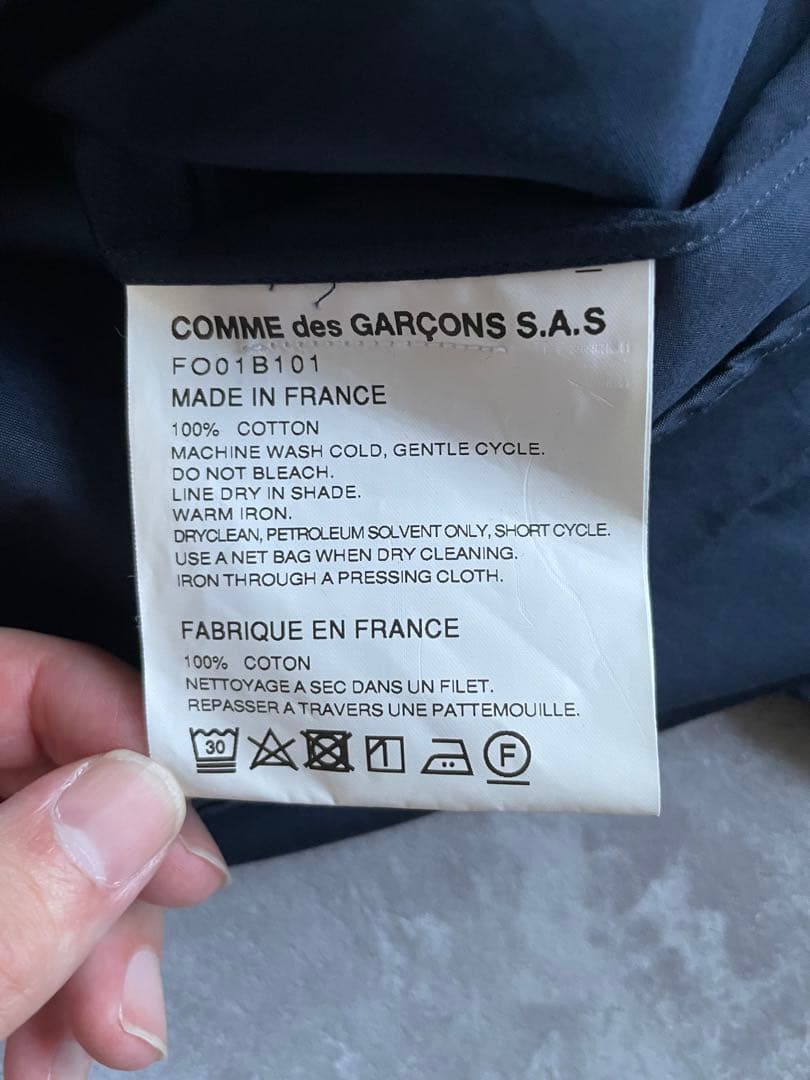 COMME des GARÇONS S.A.S
FO01B101
MADE IN FRANCE
100% COTTON
MACHINE WASH COLD, GENTLE CYCLE.
DO NOT BLEACH.
LINE DRY IN SHADE.
WARM IRON.
DRYCLEAN, PETROLEUM SOLVENT ONLY, SHORT CYCLE.
USE A NET BAG WHEN DRY CLEANING.
IRON THROUGH A PRESSING CLOTH.
FABRIQUE EN FRANCE
100% COTON
NETTOYAGE A SEC DANS UN FILET.
REPASSER A TRAVERS UNE PATTEMOUILLE.
30 F